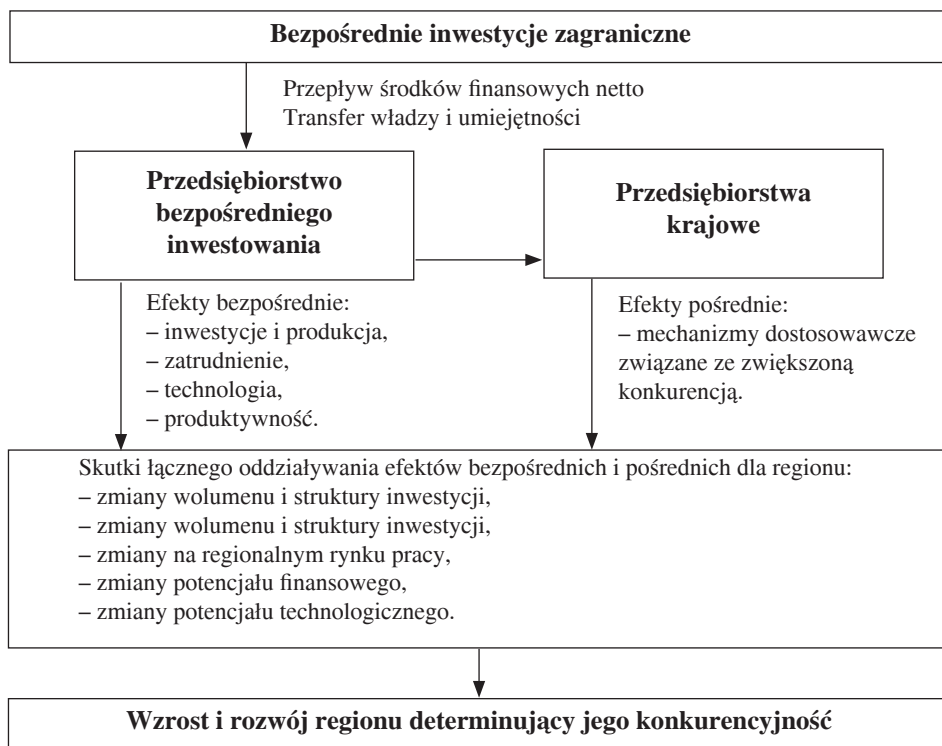 Bezpośrednie inwestycje zagraniczne
Przepływ środków finansowych netto
Transfer władzy i umiejętności
Przedsiębiorstwo
bezpośredniego
inwestowania
Przedsiębiorstwa
krajowe
Efekty bezpośrednie:
– inwestycje i produkcja,
– zatrudnienie,
– technologia,
– produktywność.
Efekty pośrednie:
– mechanizmy dostosowawcze
związane ze zwiększoną
konkurencją.
Skutki łącznego oddziaływania efektów bezpośrednich i pośrednich dla regionu:
– zmiany wolumenu i struktury inwestycji,
– zmiany wolumenu i struktury inwestycji,
– zmiany na regionalnym rynku pracy,
– zmiany potencjału finansowego,
– zmiany potencjału technologicznego.
Wzrost i rozwój regionu determinujący jego konkurencyjność